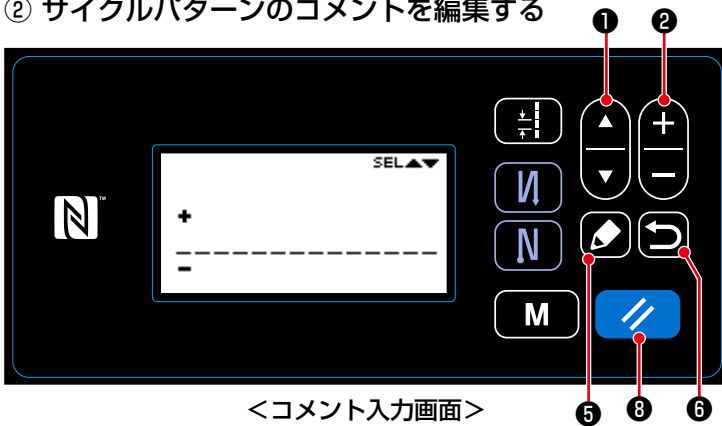 ② サイクルパターンのコメントを編集する
❶ ❷
SEL▲▼
+
−
N™
M
<コメント入力画面>
❺ ❽ ❻